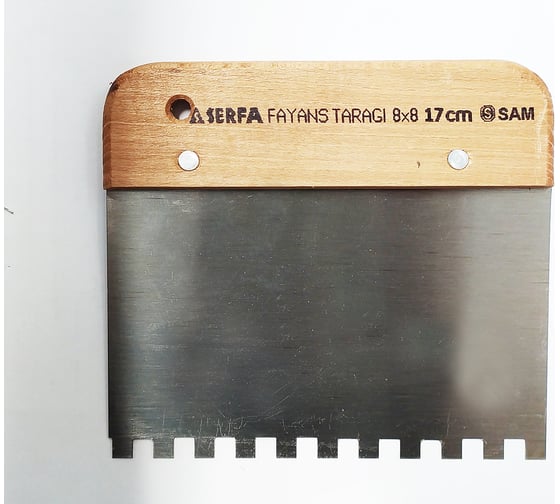 SERFA FAYANS TARAGI 8x8 17cm Ⓢ SAM